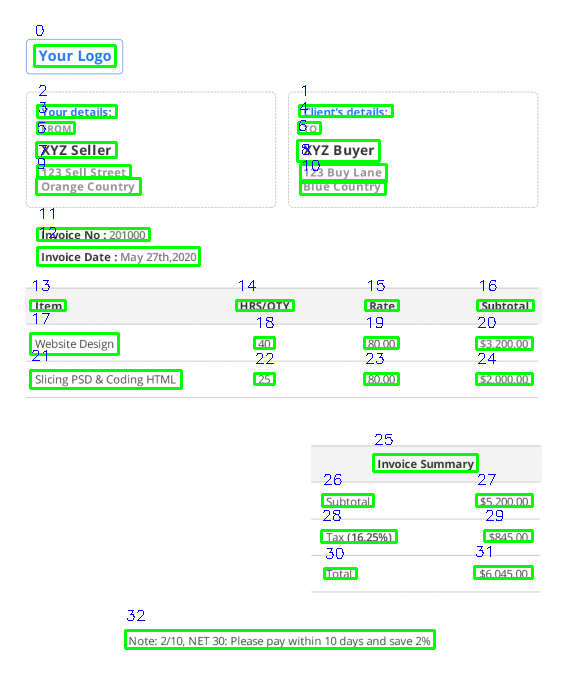 0
Your Logo
2 1
3 4
Your details: Client's details:
5 6
FROM TO
7 8
XYZ Seller XYZ Buyer
9 10
123 Sell Street 123 Buy Lane
Orange Country Blue Country
11
12
Invoice No : 201000
Invoice Date : May 27th,2020
13 14 15 16
Item HRS/QTY Rate Subtotal
17 18 19 20
Website Design 40 80.00 $3,200.00
21 22 23 24
Slicing PSD & Coding HTML 25 80.00 $2,000.00
25
Invoice Summary
26 27
Subtotal $5,200.00
28 29
Tax (16.25%) $845.00
30 31
Total $6,045.00
32
Note: 2/10, NET 30: Please pay within 10 days and save 2%